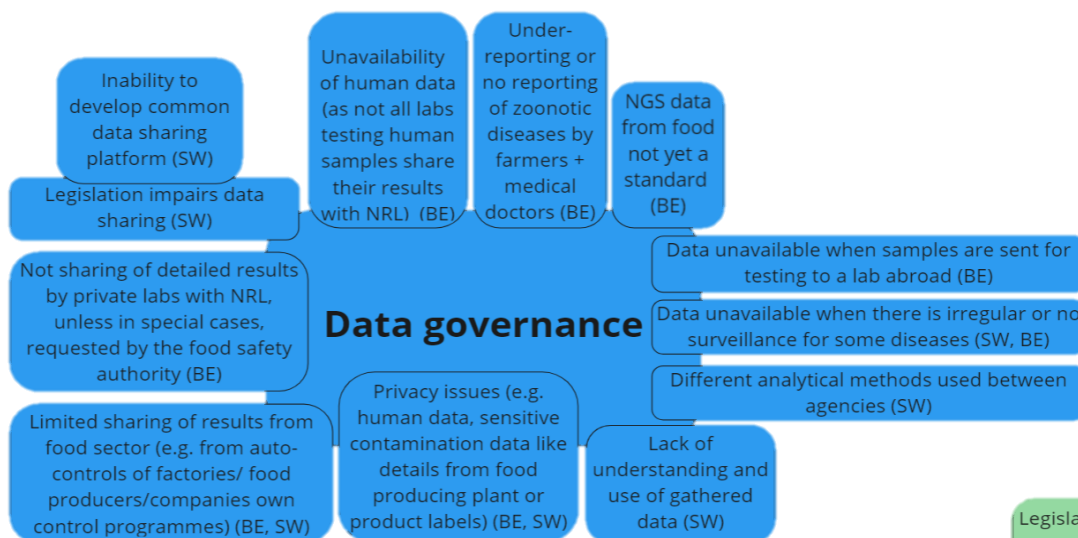 Inability to
develop common
data sharing
platform (SW)
Unavailability
of human data
(as not all labs
testing human
samples share
their results
with NRL) (BE)
Under-
reporting or
no reporting
of zoonotic
diseases by
farmers +
medical
doctors (BE)
NGS data
from food
not yet a
standard
(BE)
Legislation impairs data
sharing (SW)
Not sharing of detailed results
by private labs with NRL,
unless in special cases,
requested by the food safety
authority (BE)
Data governance
Data unavailable when samples are sent for
testing to a lab abroad (BE)
Data unavailable when there is irregular or no
surveillance for some diseases (SW, BE)
Different analytical methods used between
agencies (SW)
Limited sharing of results from
food sector (e.g. from auto-
controls of factories/ food
producers/companies own
control programmes) (BE, SW)
Privacy issues (e.g.
human data, sensitive
contamination data like
details from food
producing plant or
product labels) (BE, SW)
Lack of
understanding and
use of gathered
data (SW)
Legisla